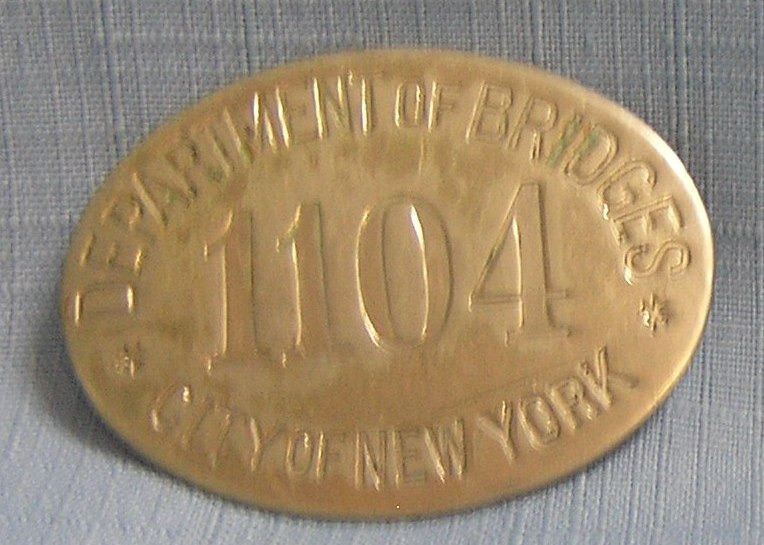 DEPARTMENT OF BRIDGES
1104
* CITY OF NEW YORK *